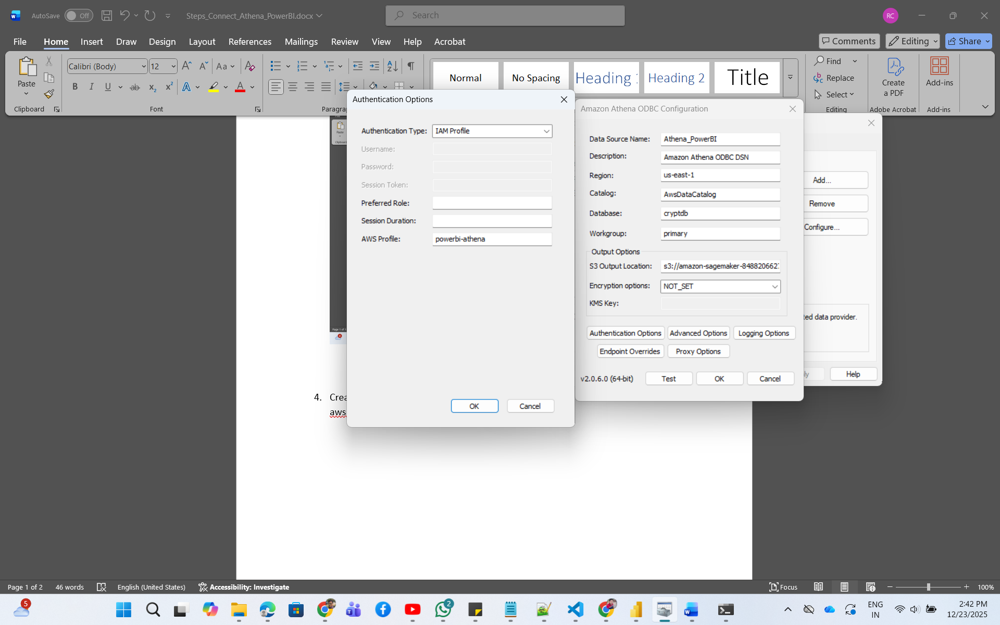 AutoSave Off Steps_Connect_Athena_PowerBI.docx Search RC
File Home Insert Draw Design Layout References Mailings Review View Help Acrobat Comments Editing Share
Paste
Clipboard
Calibri (Body) 12 Aa
B I U ab x₂ x² A A
Font
Normal No Spacing Heading Heading 2 Title
Find
Replace
Select
Editing
Create
a PDF
Adobe Acrobat
Add-ins
Add-ins
Authentication Options
Authentication Type: IAM Profile
Username:
Password:
Session Token:
Preferred Role:
Session Duration:
AWS Profile: powerbi-athena
OK Cancel
Amazon Athena ODBC Configuration
Data Source Name: Athena_PowerBI
Description: Amazon Athena ODBC DSN
Region: us-east-1
Catalog: AwsDataCatalog
Database: cryptdb
Workgroup: primary
Output Options
S3 Output Location: s3://amazon-sagemaker-848820662
Encryption options: NOT_SET
KMS Key:
Authentication Options Advanced Options Logging Options
Endpoint Overrides Proxy Options
v2.0.6.0 (64-bit) Test OK Cancel
Add...
Remove
Configure...
data provider.
Help
4. Crea
aws
Page 1 of 2 46 words English (United States) Accessibility: Investigate Focus 100%
5 2 ENG
IN
2:42 PM
12/23/2025